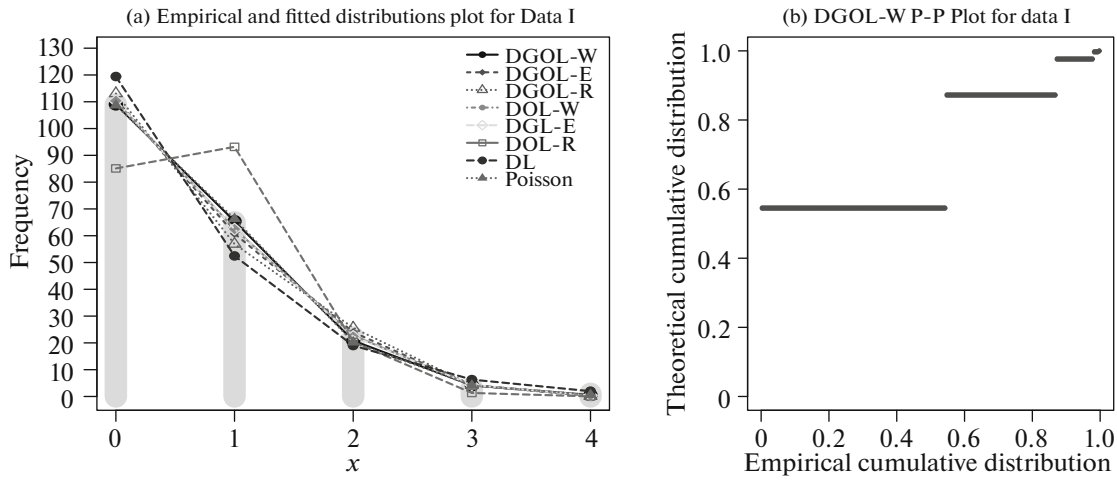 (a) Empirical and fitted distributions plot for Data I
130
120
110
100
90
80
70
60
50
40
30
20
10
0
Frequency
DGOL-W
DGOL-E
DGOL-R
DOL-W
DGL-E
DOL-R
DL
Poisson
0 1 2 3 4
x
(b) DGOL-W P-P Plot for data I
1.0
0.8
0.6
0.4
0.2
0
Theoretical cumulative distribution
0 0.2 0.4 0.6 0.8 1.0
Empirical cumulative distribution